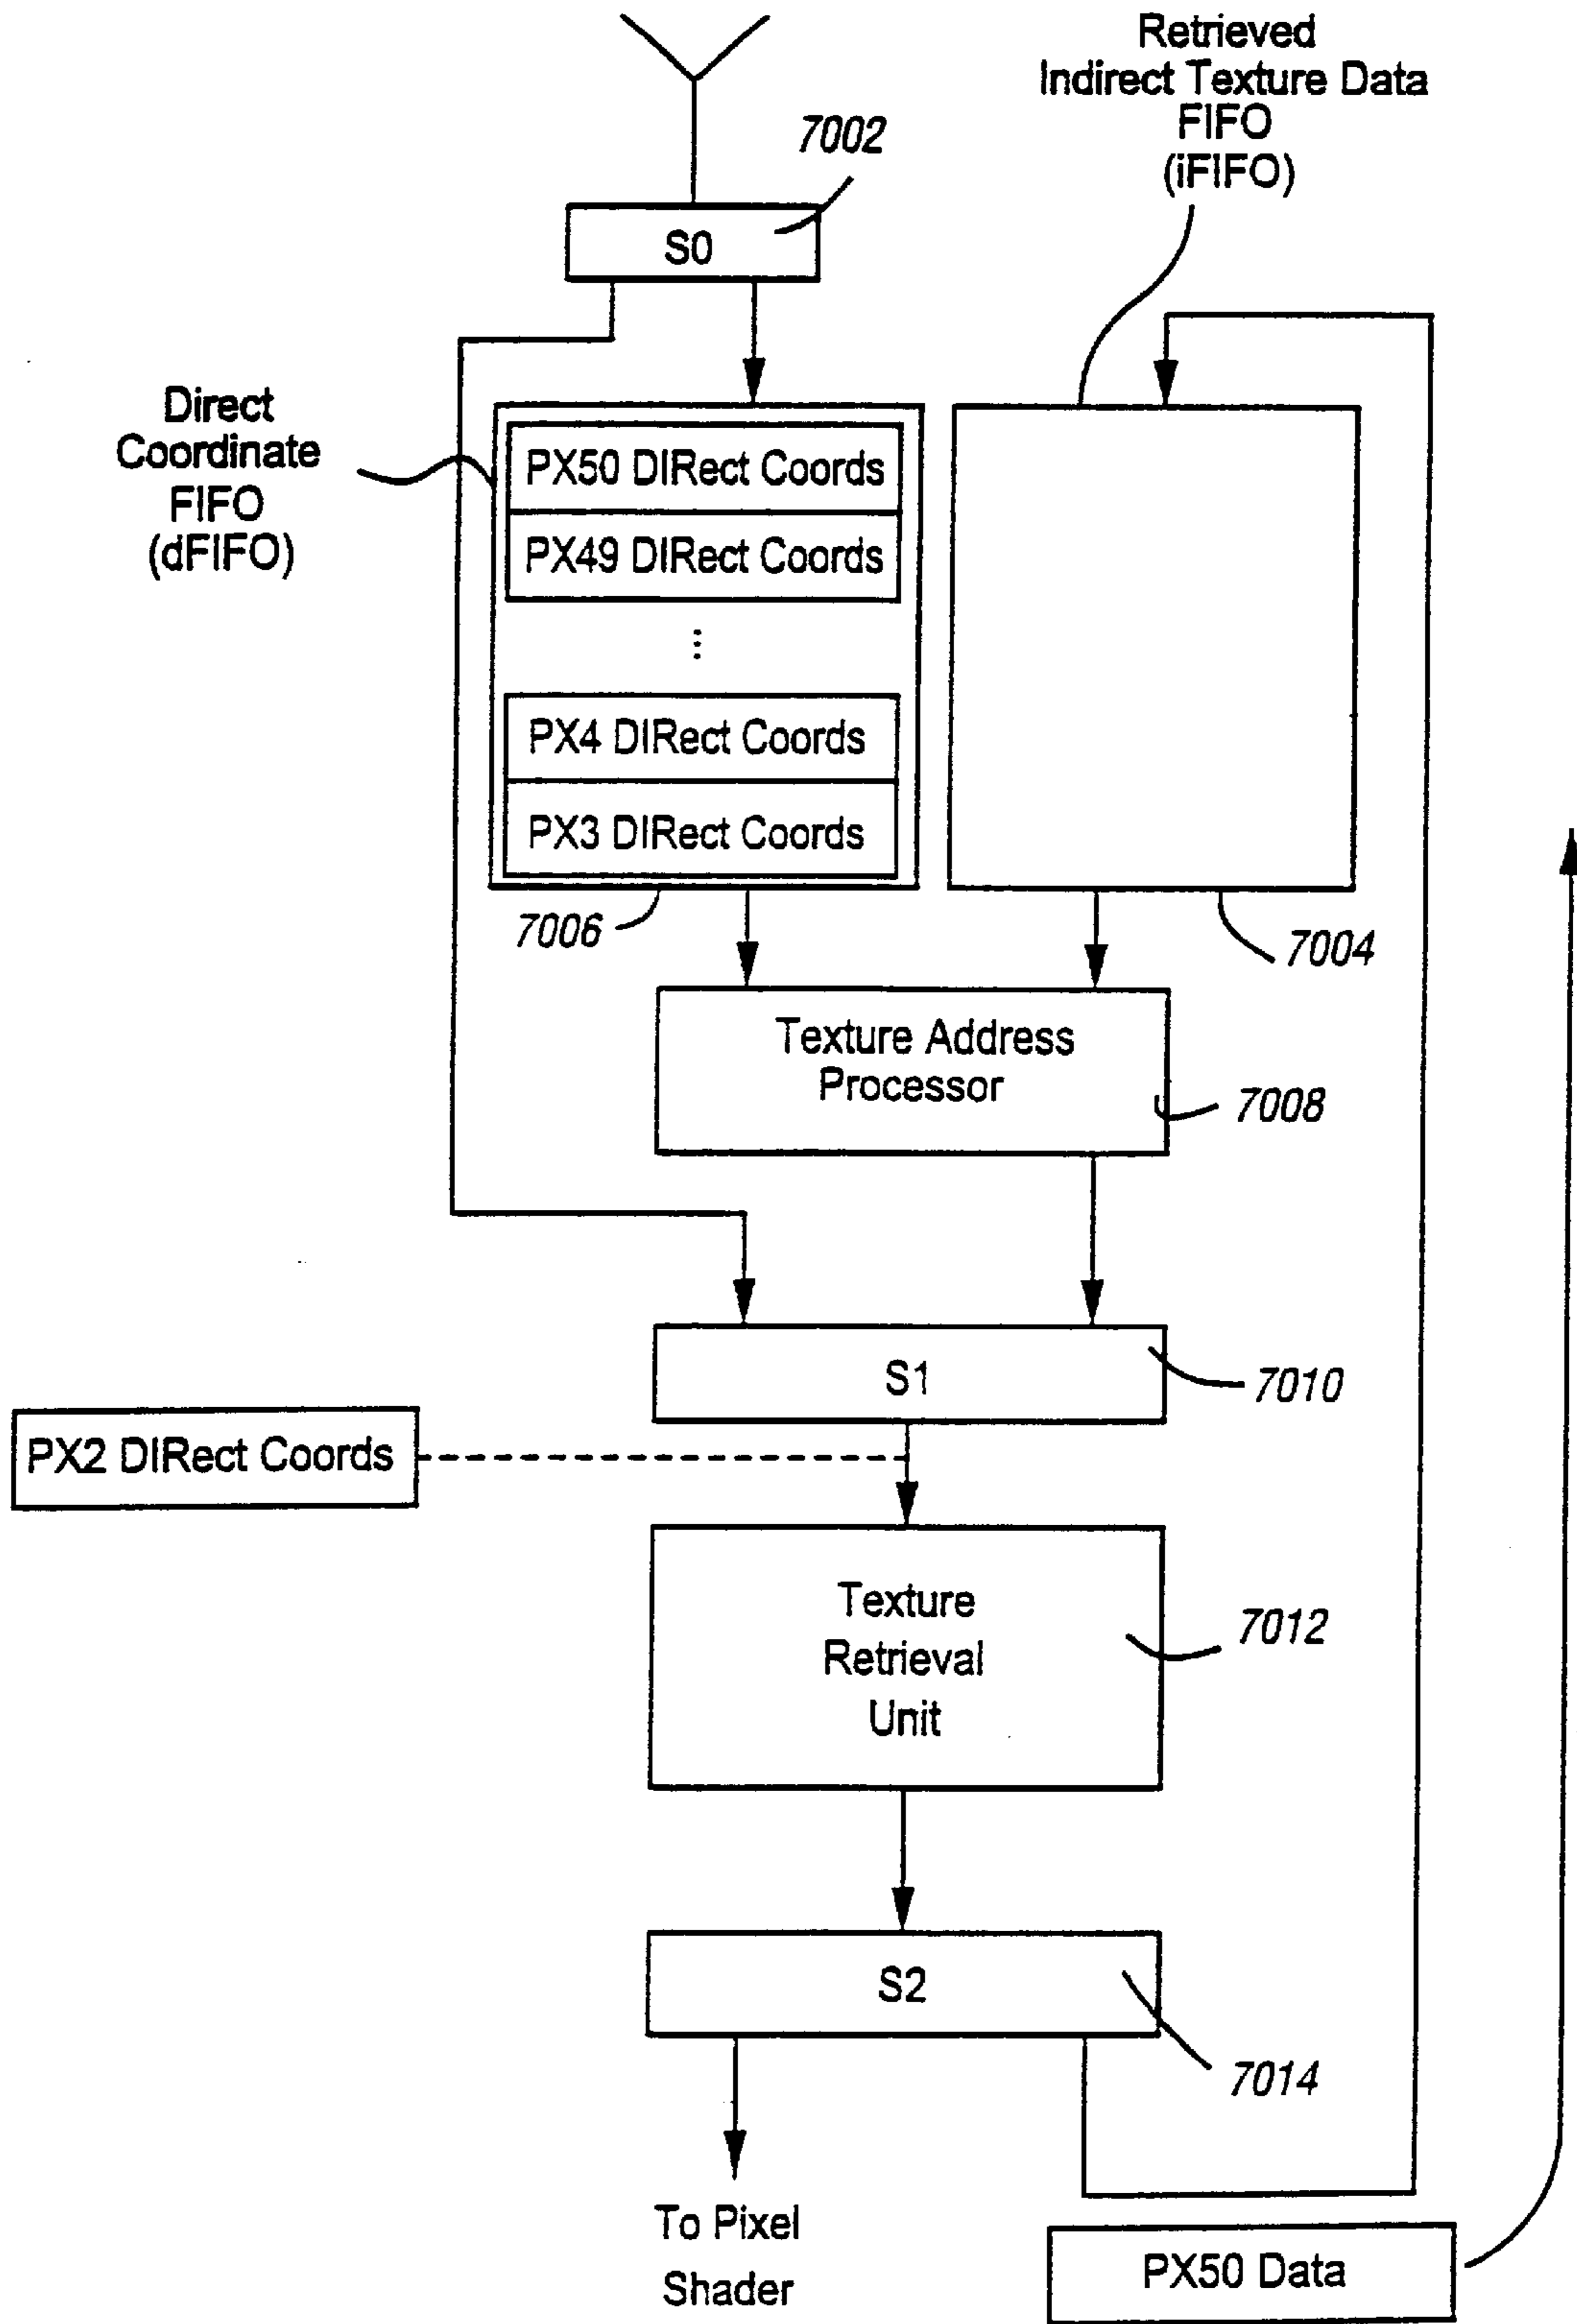 Retrieved
Indirect Texture Data
FIFO
(iFIFO)
7002
S0
Direct
Coordinate
FIFO
(dFIFO)
PX50 DIRect Coords
PX49 DIRect Coords
...
PX4 DIRect Coords
PX3 DIRect Coords
7006
7004
Texture Address
Processor
7008
S1
7010
PX2 DIRect Coords
Texture
Retrieval
Unit
7012
S2
7014
To Pixel
Shader
PX50 Data